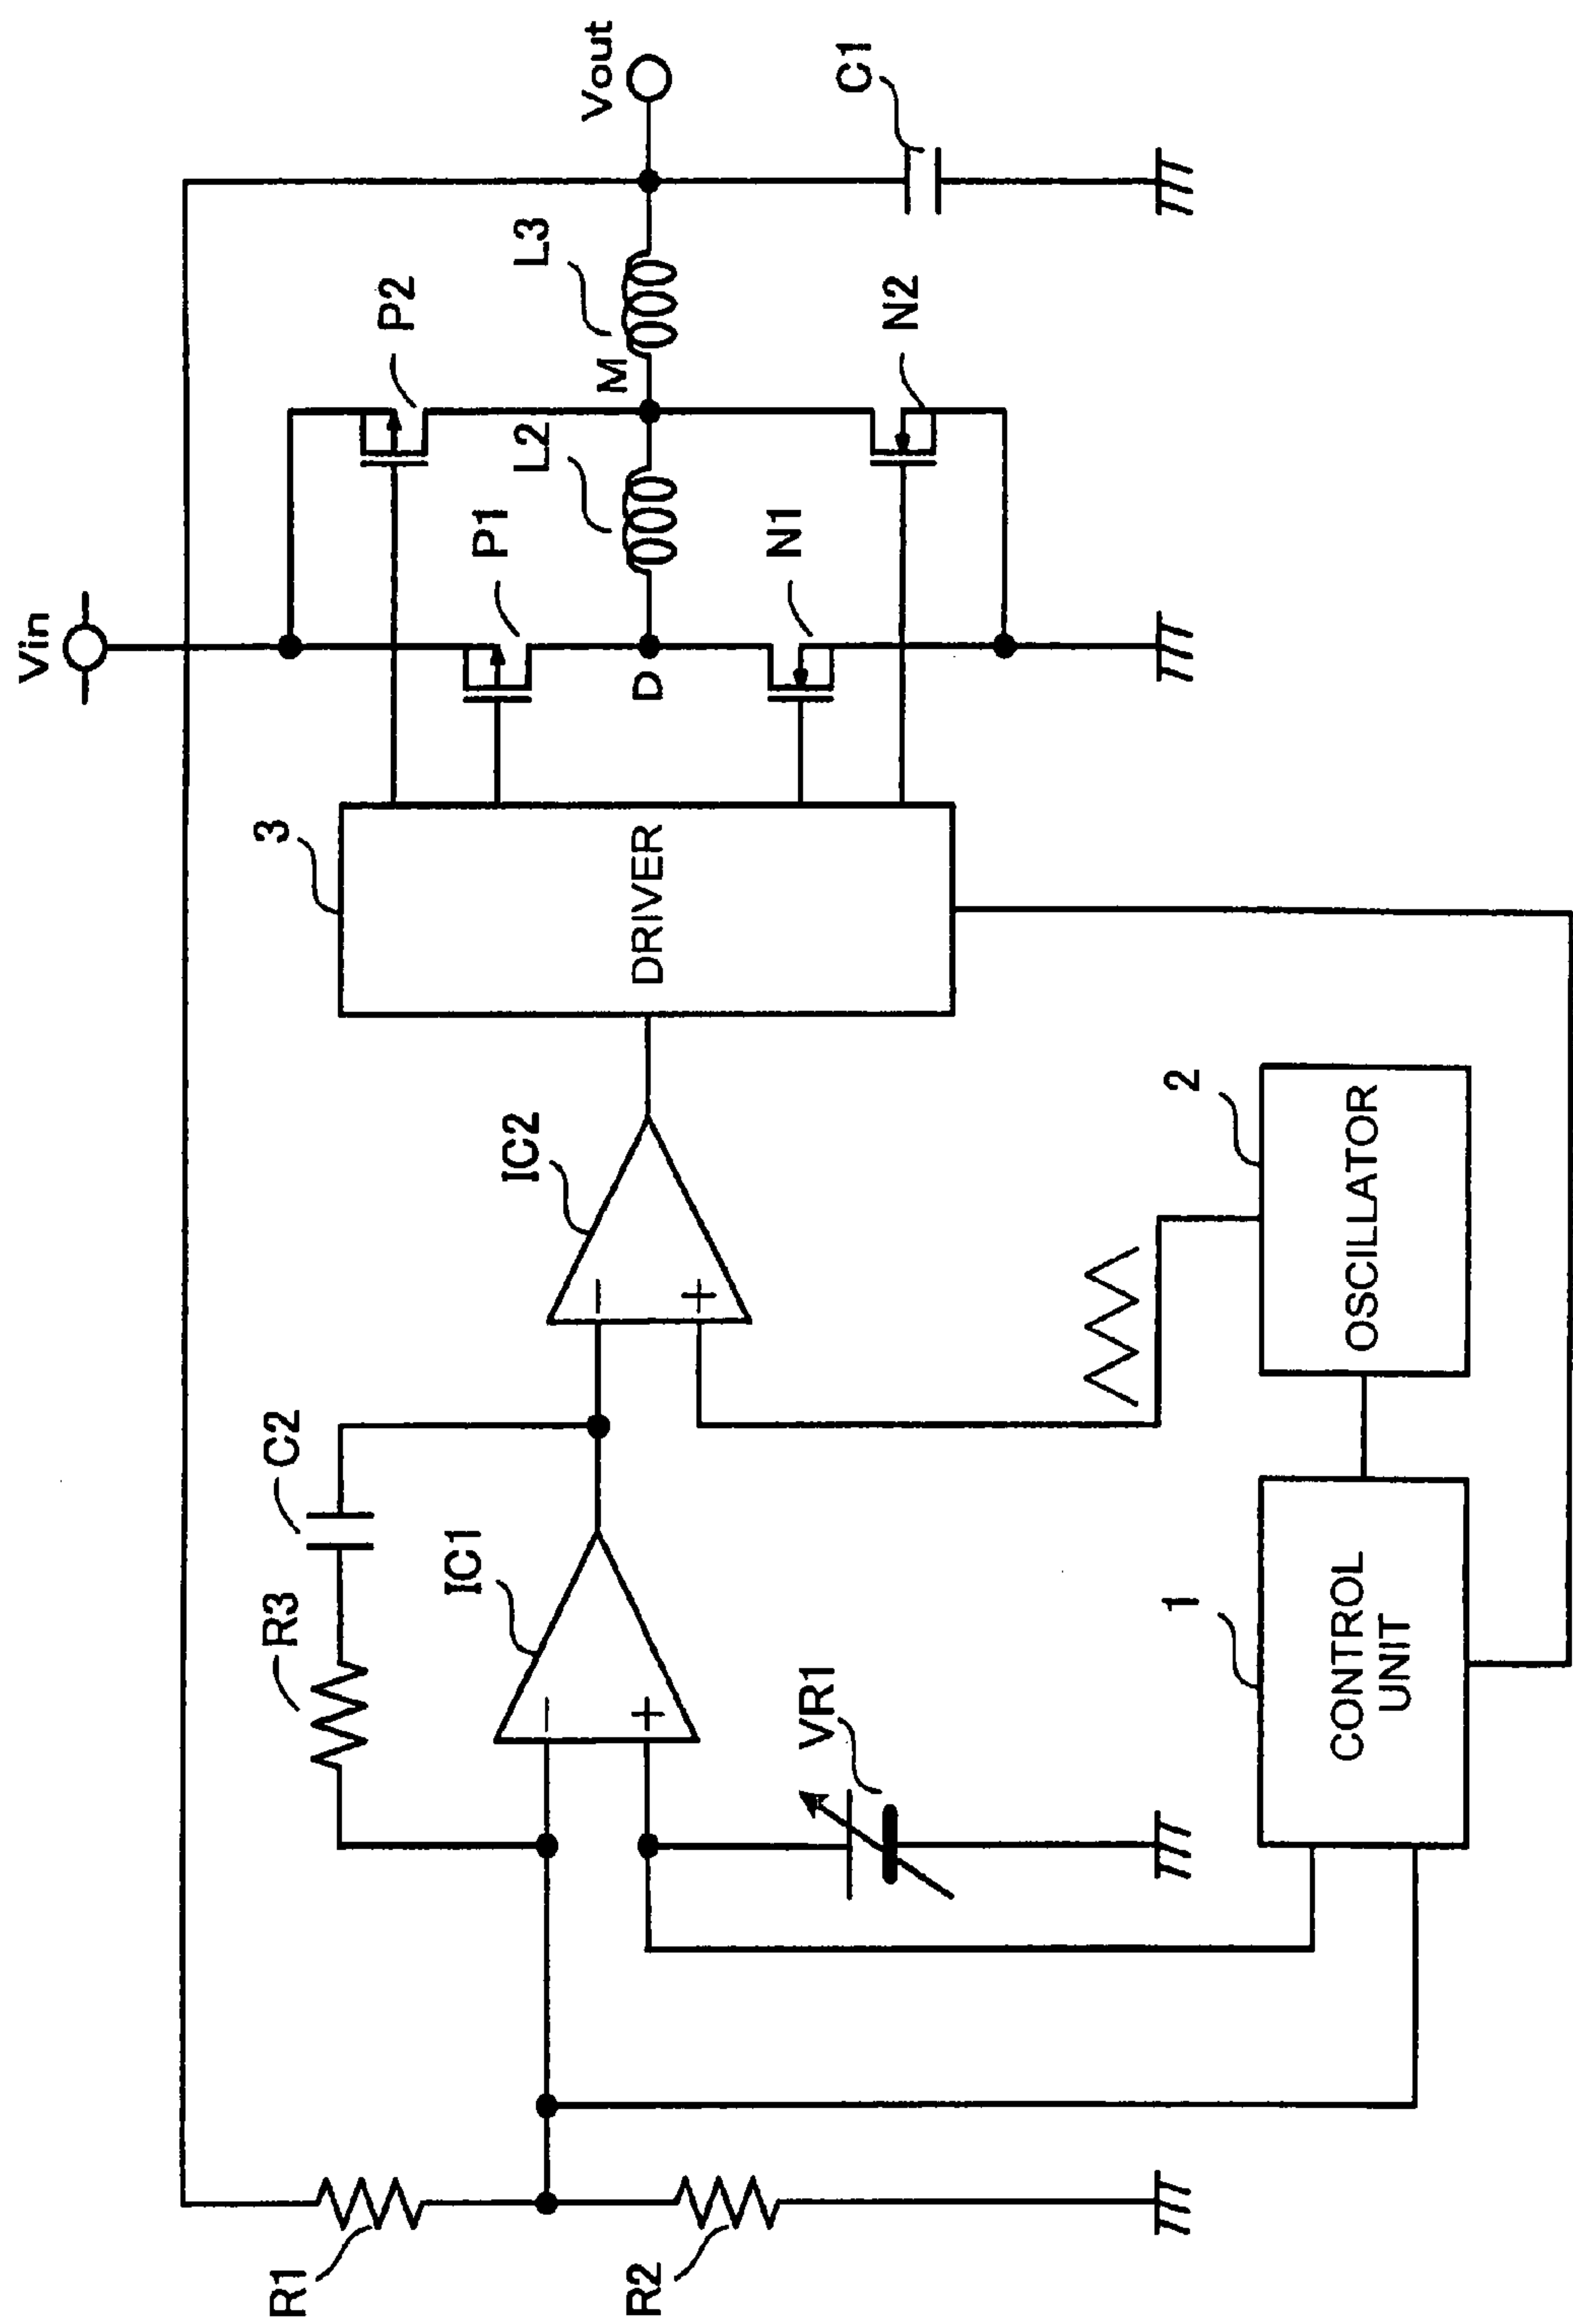 Vin
Vout
P2
P1
L2
L3
M
D
N1
N2
C1
3
DRIVER
C2
R3
IC2
IC1
VR1
R1
R2
2
OSCILLATOR
1
CONTROL
UNIT
−
+
−
+